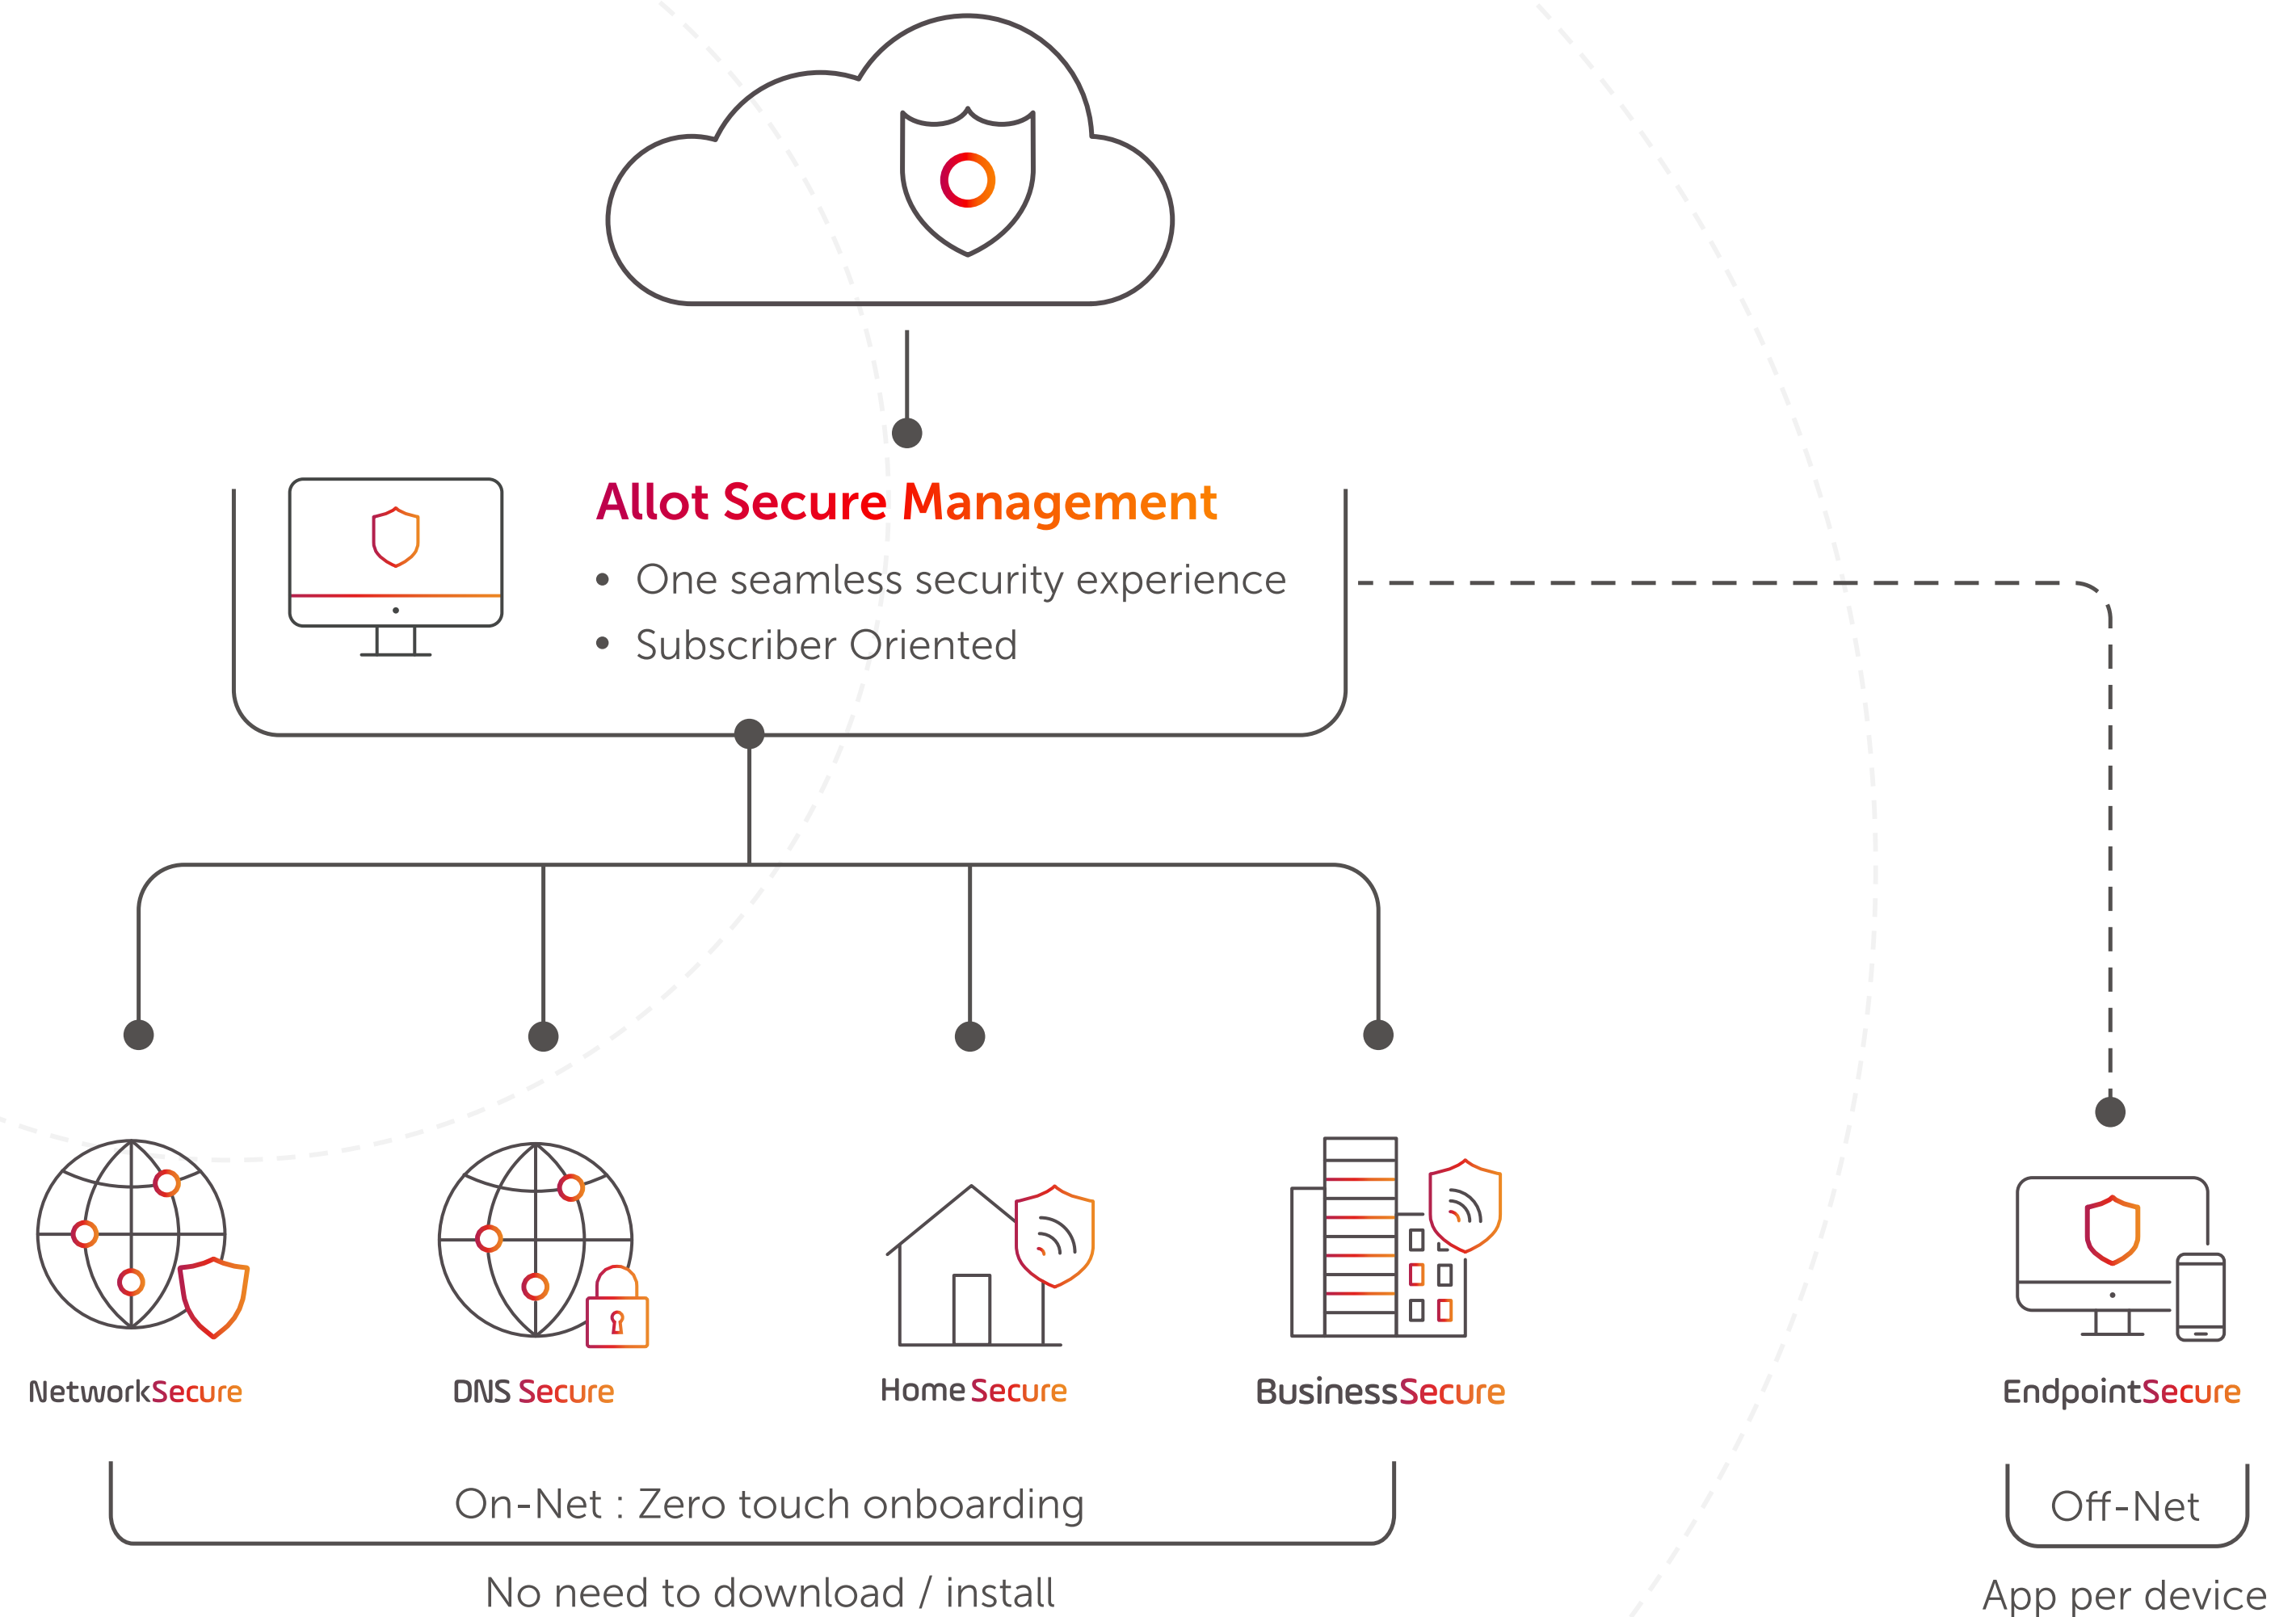 Allot Secure Management
• One seamless security experience
• Subscriber Oriented
NetworkSecure
DNS Secure
Home Secure
BusinessSecure
EndpointSecure
On-Net : Zero touch onboarding
Off-Net
No need to download / install
App per device